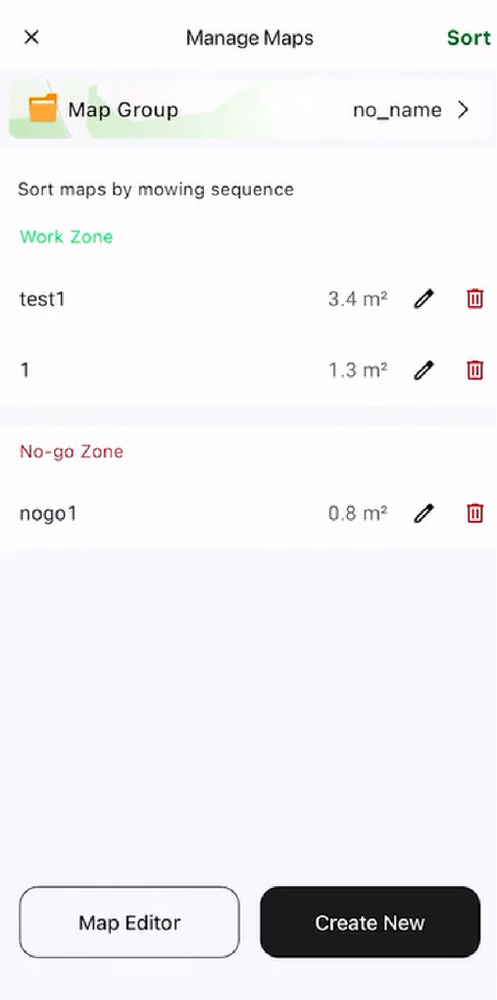 Manage Maps Sort
Map Group no_name
Sort maps by mowing sequence
Work Zone
test1 3.4 m²
1 1.3 m²
No-go Zone
nogo1 0.8 m²
Map Editor Create New